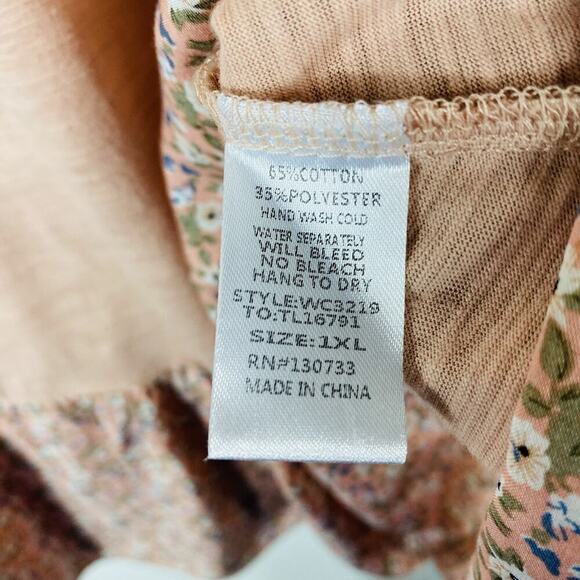 65%COTTON
35%POLYESTER
HAND WASH COLD
WATER SEPARATELY
WILL BLEED
NO BLEACH
HANG TO DRY
STYLE:WC3219
TO:TL16791
SIZE:1XL
RN#130733
MADE IN CHINA